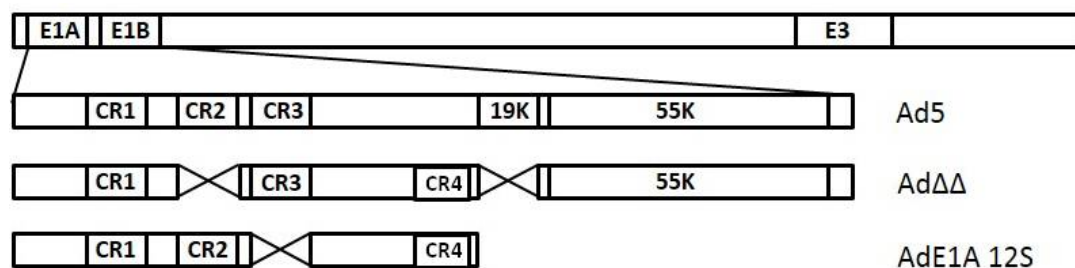 E1A E1B E3
CR1 CR2 CR3 19K 55K Ad5
CR1 CR3 CR4 55K AdΔΔ
CR1 CR2 CR4 AdE1A 12S